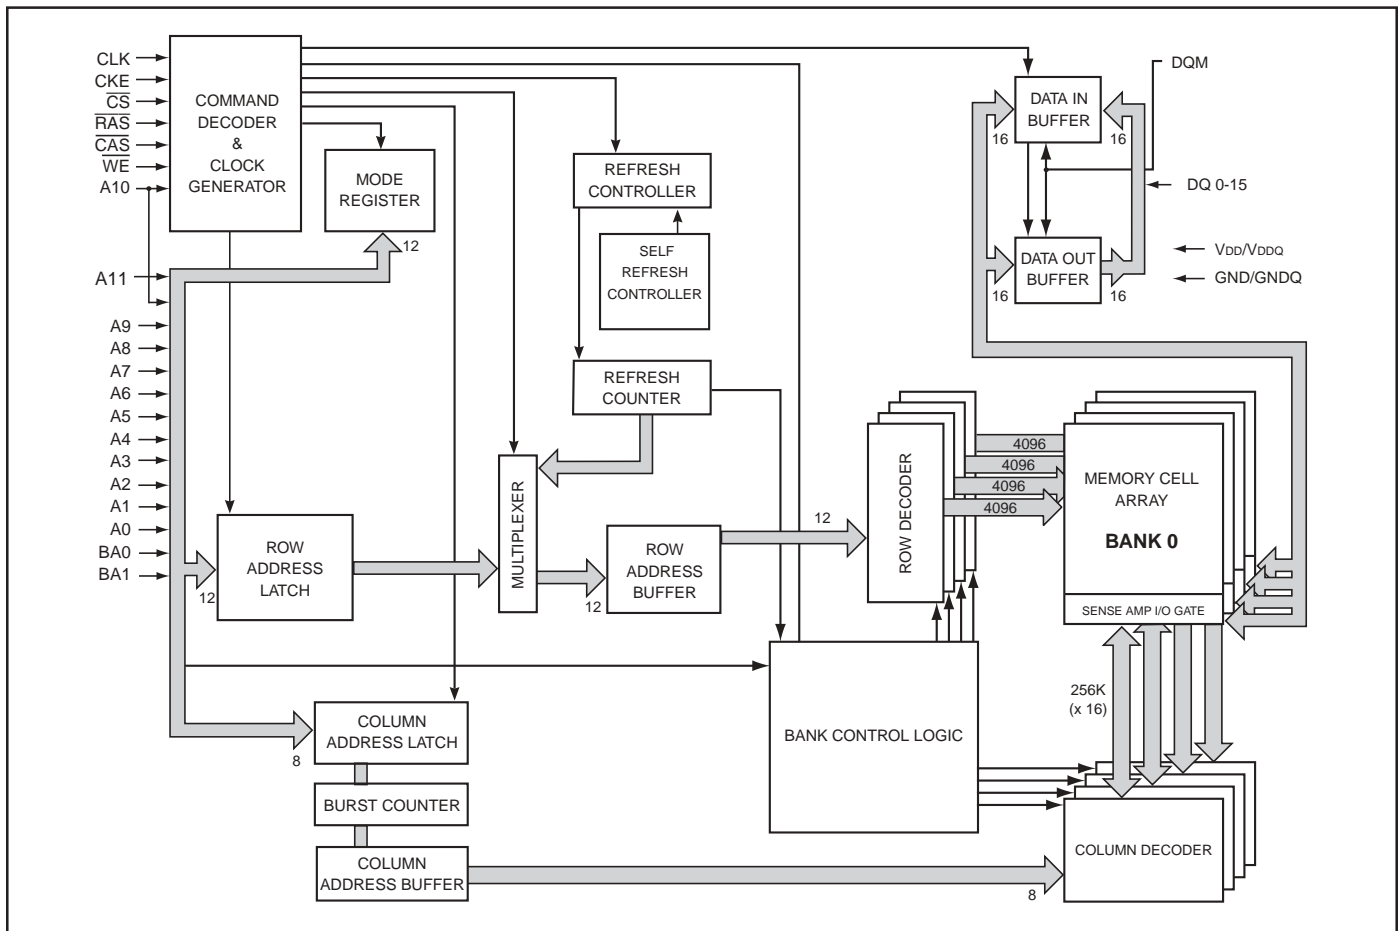 CLK
CKE
CS
RAS
CAS
WE
A10
A11
A9
A8
A7
A6
A5
A4
A3
A2
A1
A0
BA0
BA1
COMMAND
DECODER
&
CLOCK
GENERATOR
MODE
REGISTER
12
REFRESH
CONTROLLER
SELF
REFRESH
CONTROLLER
REFRESH
COUNTER
DATA IN
BUFFER
16
16
DQM
DQ 0-15
VDD/VDDQ
GND/GNDQ
DATA OUT
BUFFER
16
16
ROW
ADDRESS
LATCH
12
MULTIPLEXER
ROW
ADDRESS
BUFFER
12
12
ROW DECODER
4096
4096
4096
4096
MEMORY CELL
ARRAY
BANK 0
SENSE AMP I/O GATE
256K
(x 16)
BANK CONTROL LOGIC
COLUMN
ADDRESS LATCH
8
BURST COUNTER
COLUMN
ADDRESS BUFFER
8
COLUMN DECODER